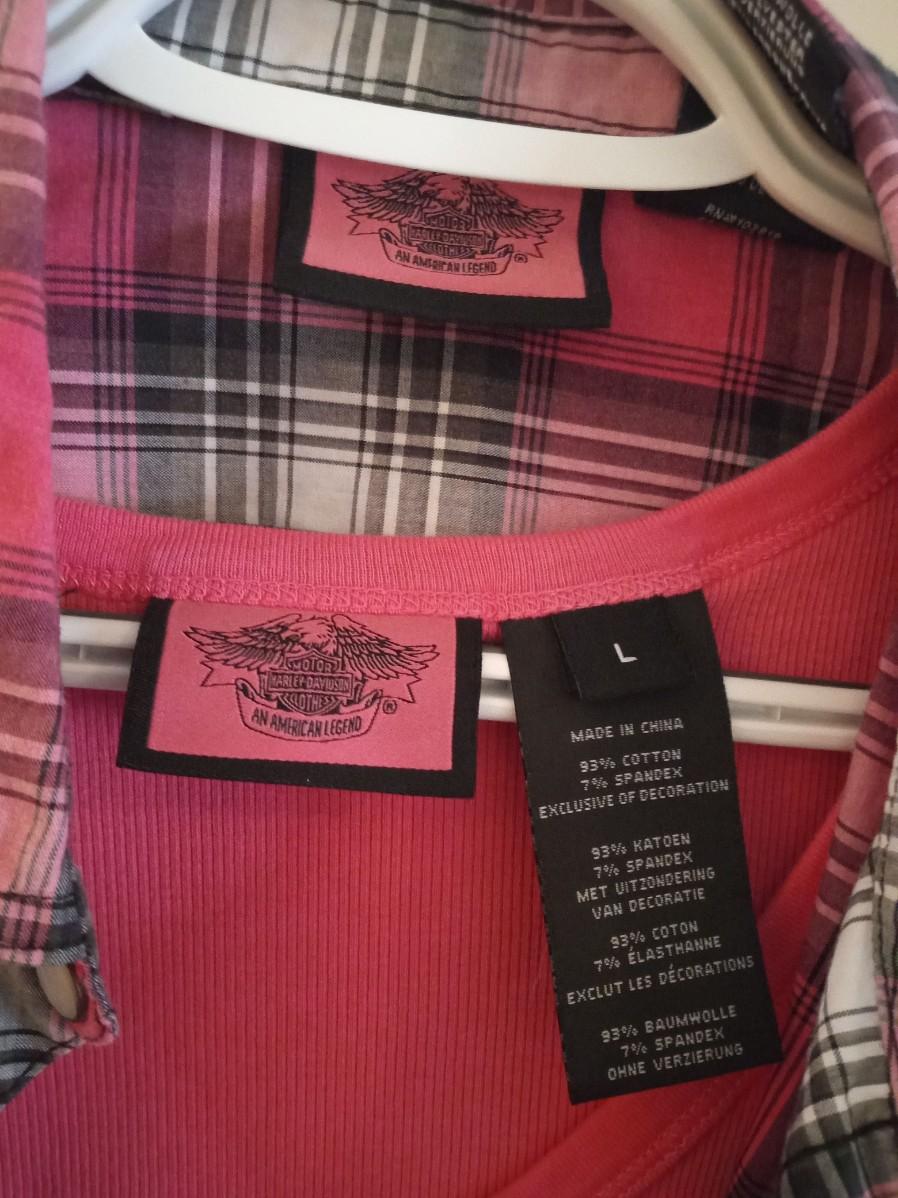 MOTOR
HARLEY-DAVIDSON
CLOTHES
AN AMERICAN LEGEND
®
MOTOR
HARLEY-DAVIDSON
CLOTHES
AN AMERICAN LEGEND
®
L
MADE IN CHINA
93% COTTON
7% SPANDEX
EXCLUSIVE OF DECORATION
93% KATOEN
7% SPANDEX
MET UITZONDERING
VAN DECORATIE
93% COTON
7% ÉLASTHANNE
EXCLUT LES DÉCORATIONS
93% BAUMWOLLE
7% SPANDEX
OHNE VERZIERUNG